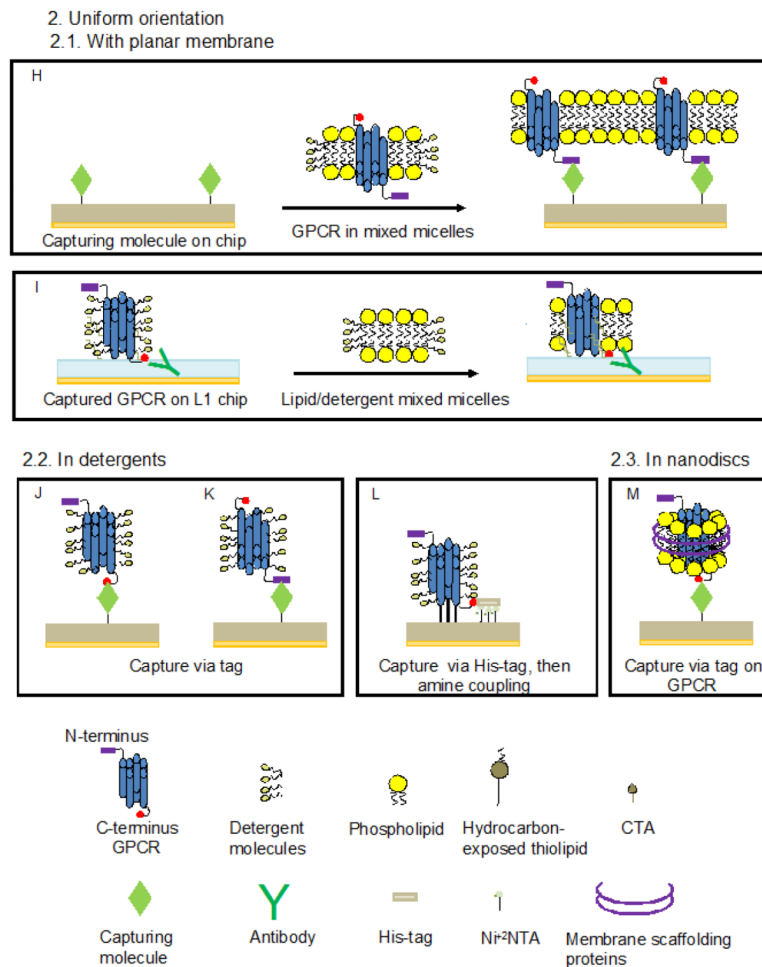 2. Uniform orientation
2.1. With planar membrane
H
Capturing molecule on chip
GPCR in mixed micelles
I
Captured GPCR on L1 chip
Lipid/detergent mixed micelles
2.2. In detergents
2.3. In nanodiscs
J
K
L
M
Capture via tag
Capture via His-tag, then
amine coupling
Capture via tag on
GPCR
N-terminus
C-terminus
GPCR
Detergent
molecules
Phospholipid
Hydrocarbon-
exposed thiolipid
CTA
Capturing
molecule
Antibody
His-tag
Ni+2NTA
Membrane scaffolding
proteins